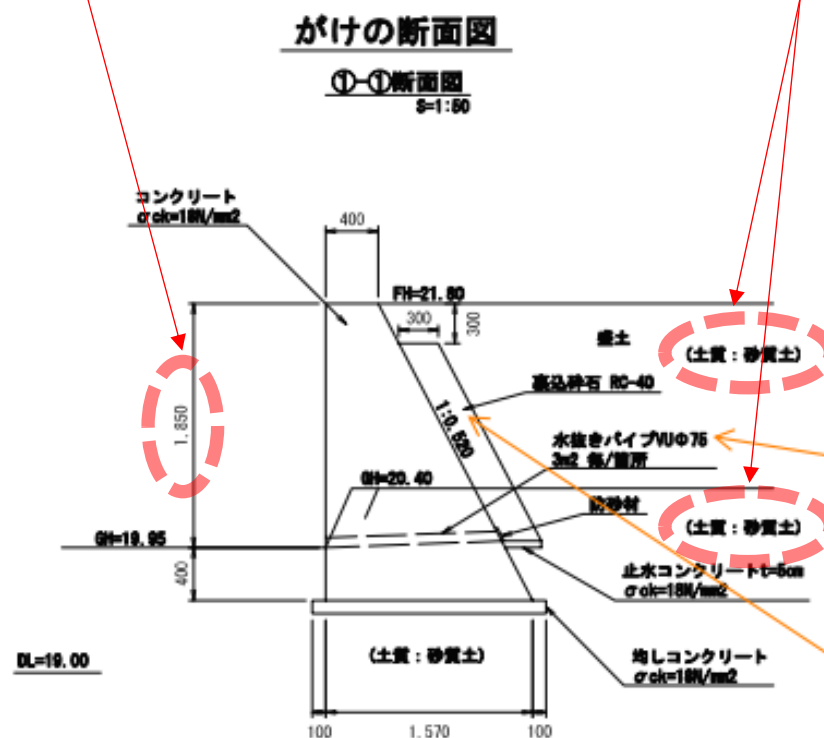 がけの断面図
①-①断面図
S=1:50
コンクリート
σck=18N/mm2
400
FH=21.80
300
300
盛土
(土質：砂質土)
1.850
裏込砕石 RC-40
1:0.520
水抜きパイプVUΦ75
3m2 毎/箇所
GH=20.40
防砂材
(土質：砂質土)
GH=19.95
400
止水コンクリートt=5cm
σck=18N/mm2
DL=19.00
(土質：砂質土)
均しコンクリート
σck=18N/mm2
100
1.570
100